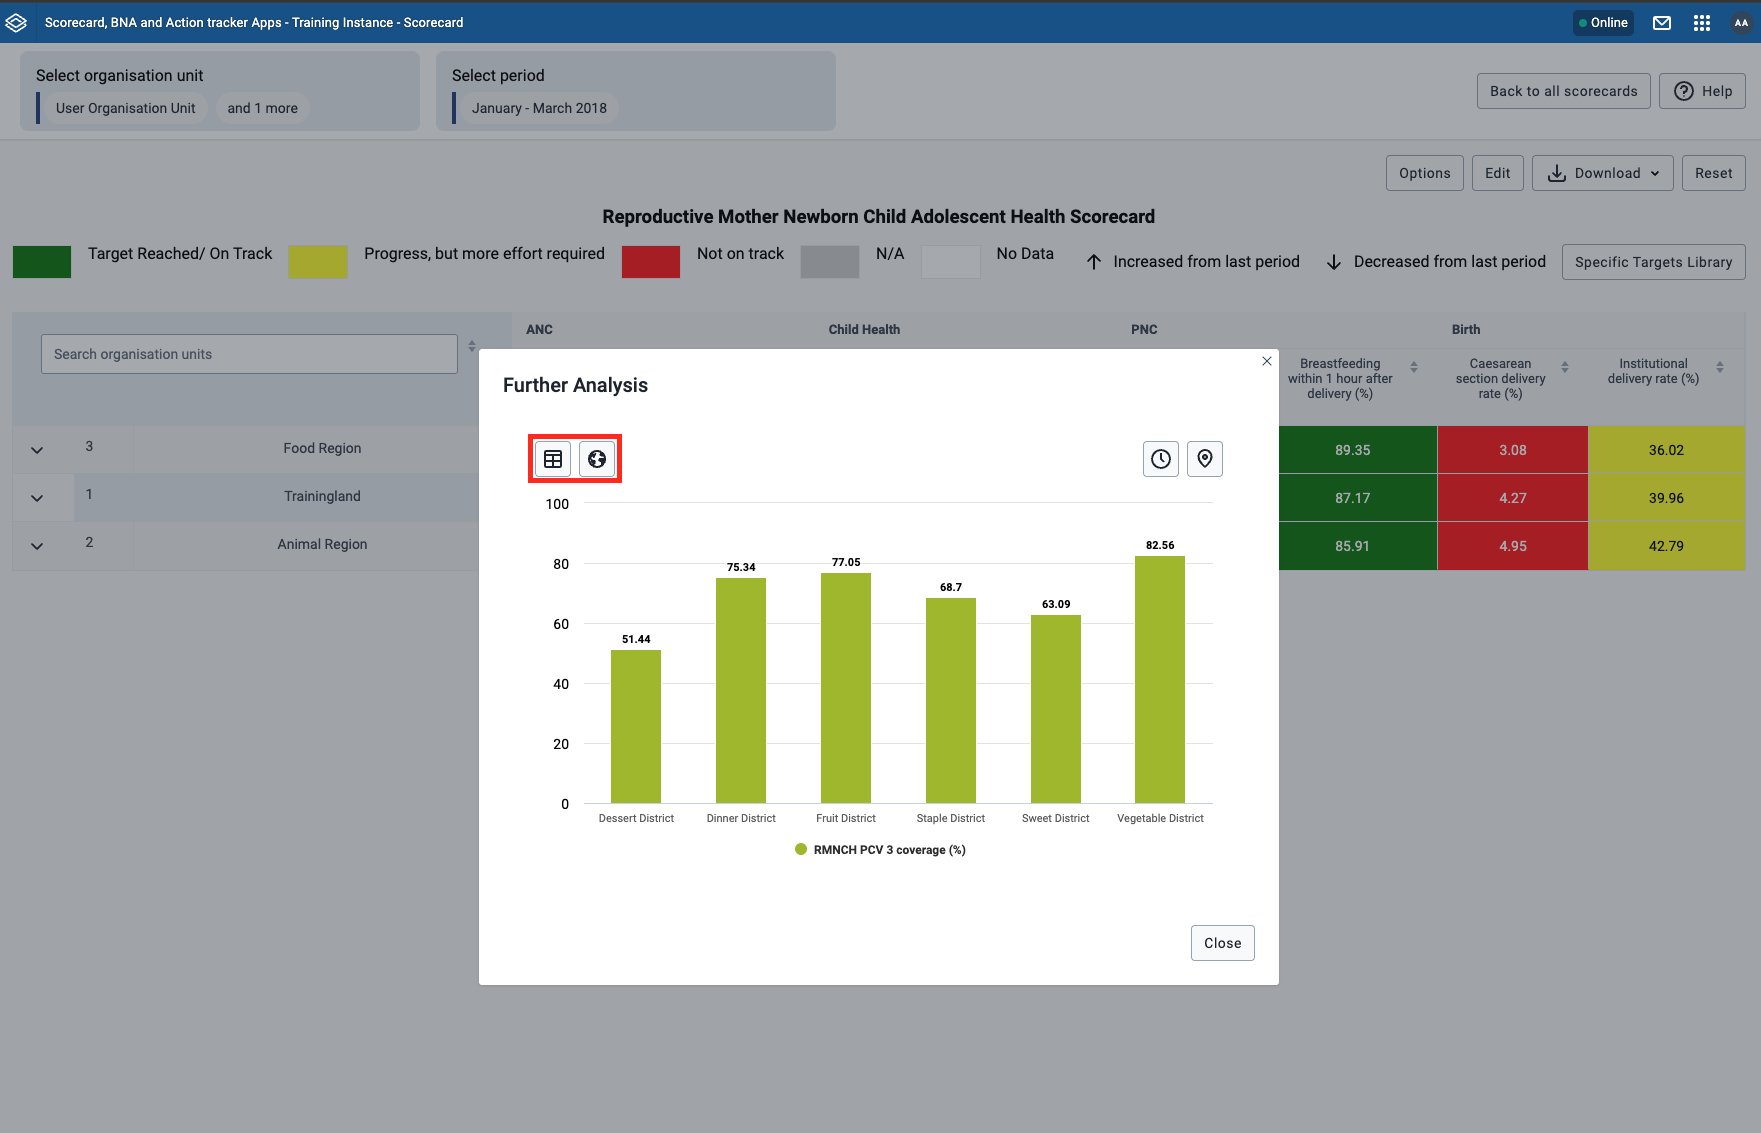 Scorecard, BNA and Action tracker Apps - Training Instance - Scorecard
Online
AA
Select organisation unit
User Organisation Unit
and 1 more
Select period
January - March 2018
Back to all scorecards
Help
Options
Edit
Download
Reset
Reproductive Mother Newborn Child Adolescent Health Scorecard
Target Reached/ On Track
Progress, but more effort required
Not on track
N/A
No Data
Increased from last period
Decreased from last period
Specific Targets Library
Search organisation units
ANC
Child Health
PNC
Birth
Breastfeeding
within 1 hour after
delivery (%)
Caesarean
section delivery
rate (%)
Institutional
delivery rate (%)
3
Food Region
89.35
3.08
36.02
1
Trainingland
87.17
4.27
39.96
2
Animal Region
85.91
4.95
42.79
Further Analysis
100
80
60
40
20
0
51.44
75.34
77.05
68.7
63.09
82.56
Dessert District
Dinner District
Fruit District
Staple District
Sweet District
Vegetable District
RMNCH PCV 3 coverage (%)
Close